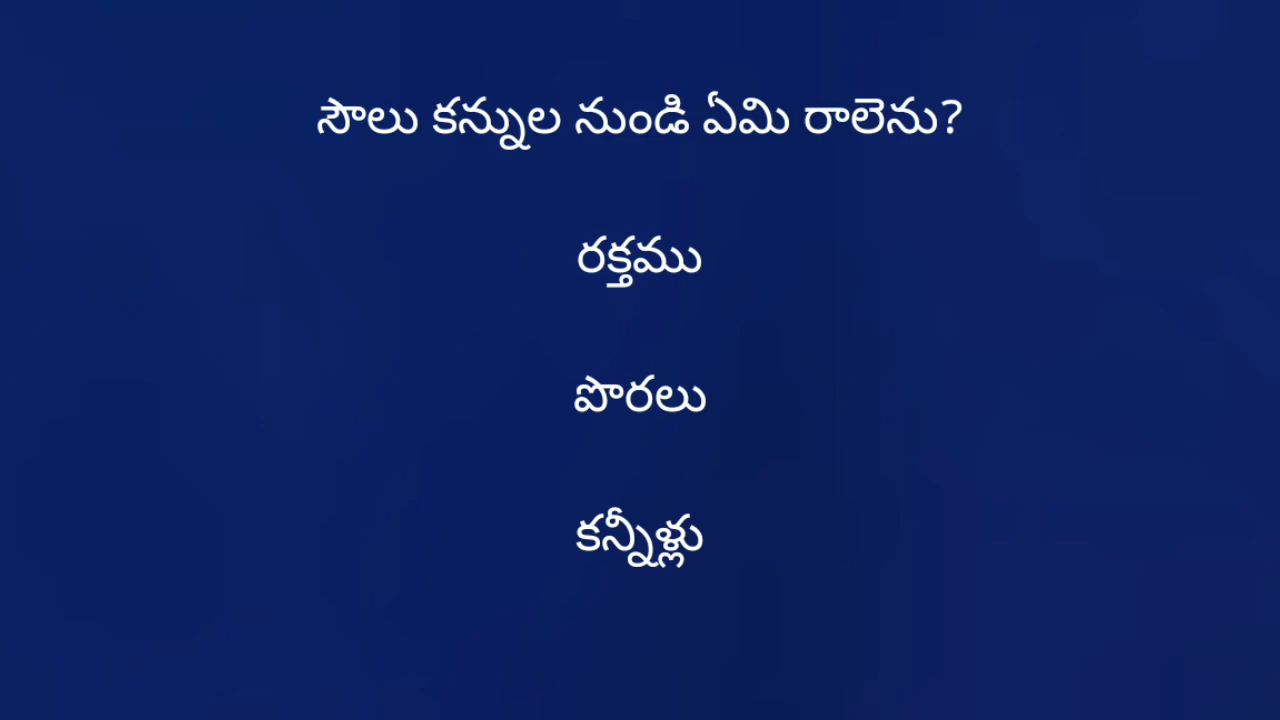 సౌలు కన్నుల నుండి ఏమి రాలెను?
రక్తము
పొరలు
కన్నీళ్లు